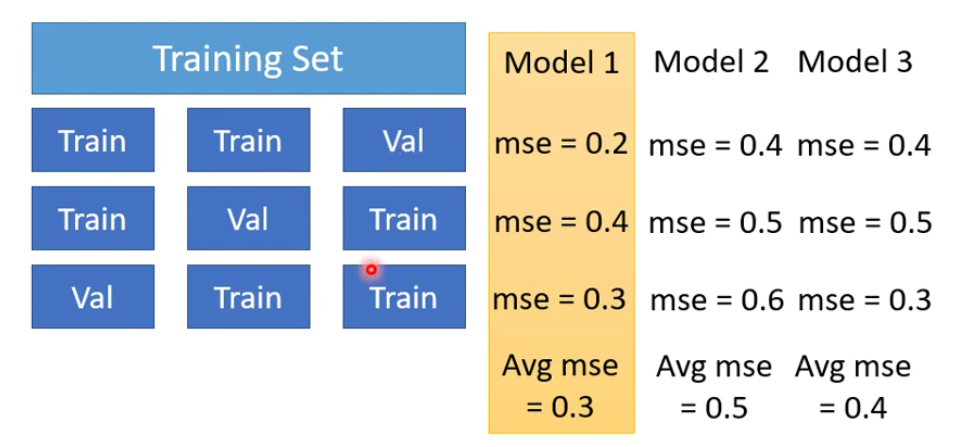 Training Set
Train Train Val
Train Val Train
Val Train Train
Model 1 Model 2 Model 3
mse = 0.2 mse = 0.4 mse = 0.4
mse = 0.4 mse = 0.5 mse = 0.5
mse = 0.3 mse = 0.6 mse = 0.3
Avg mse Avg mse Avg mse
= 0.3 = 0.5 = 0.4